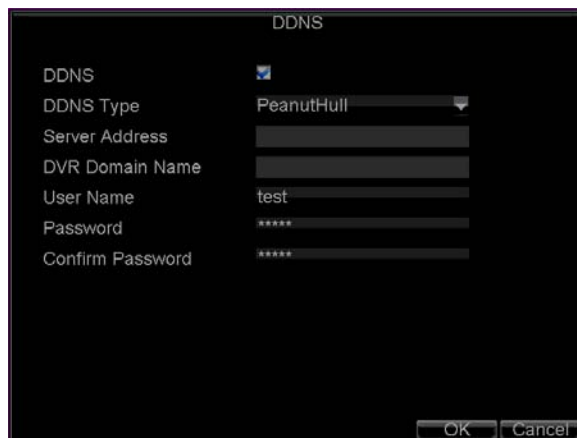 DDNS
DDNS
DDNS Type PeanutHull
Server Address
DVR Domain Name
User Name test
Password *****
Confirm Password *****
OK Cancel